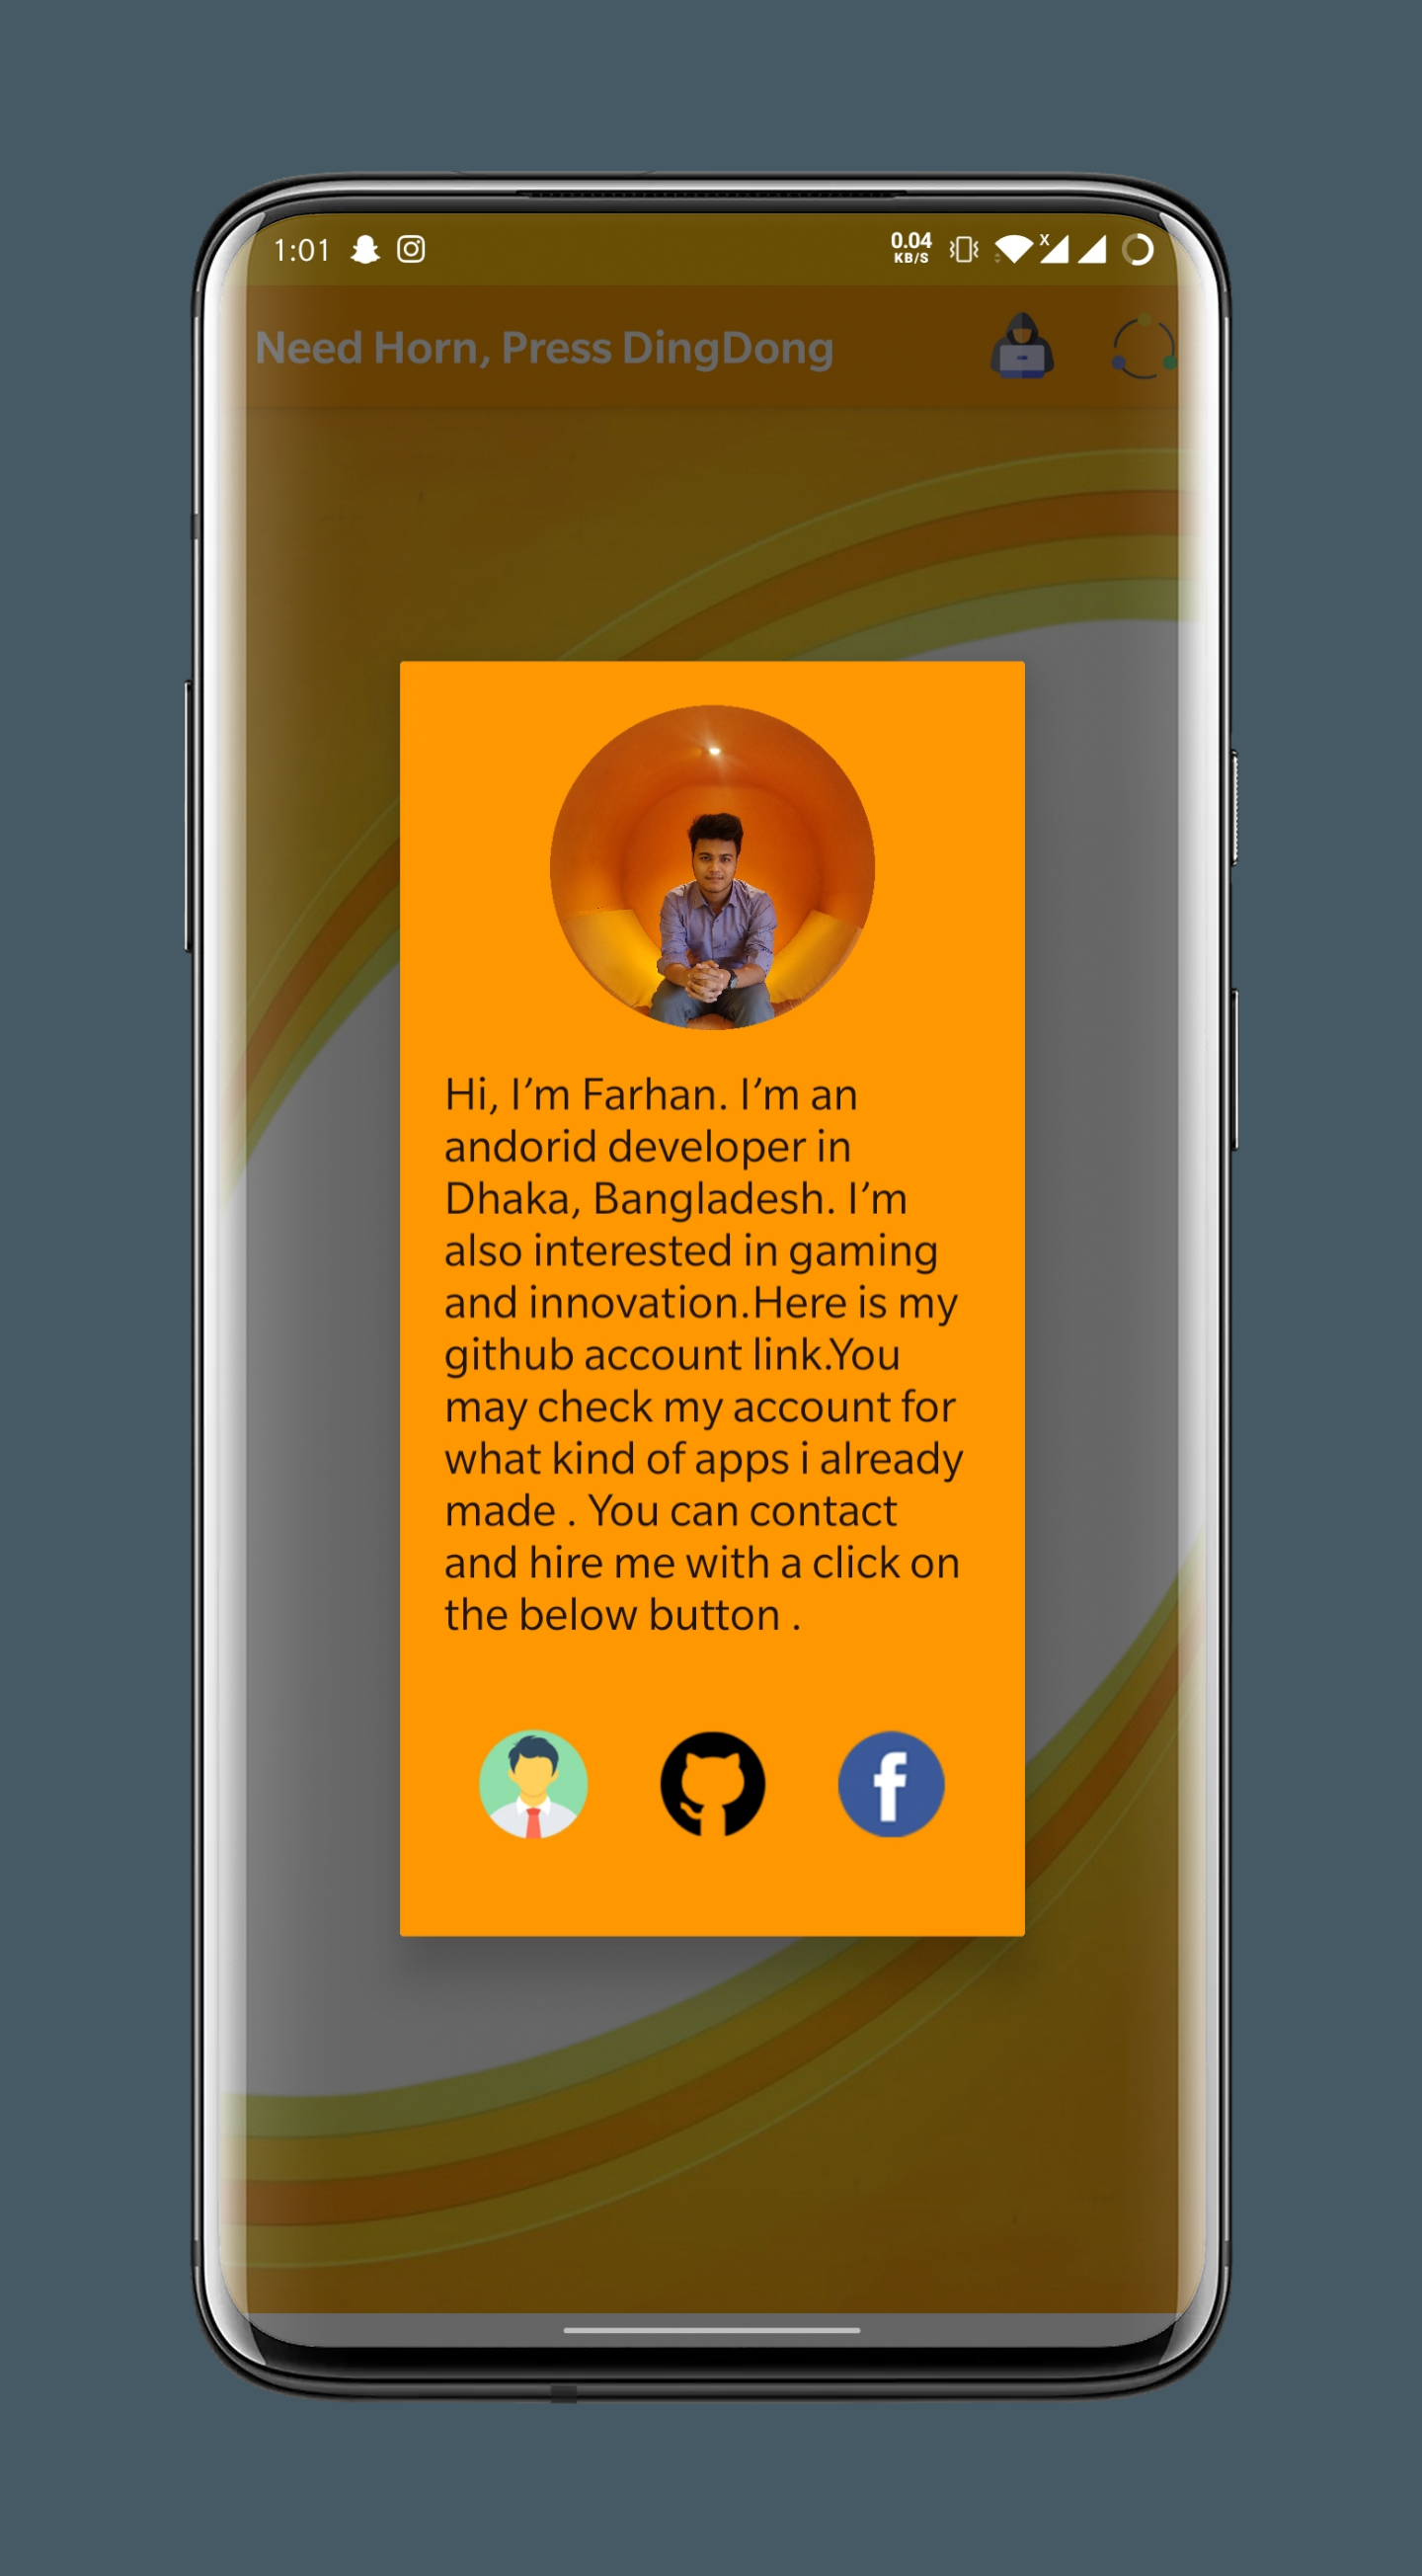 1:01
0.04
KB/S
x
Need Horn, Press DingDong
Hi, I’m Farhan. I’m an
andorid developer in
Dhaka, Bangladesh. I’m
also interested in gaming
and innovation.Here is my
github account link.You
may check my account for
what kind of apps i already
made . You can contact
and hire me with a click on
the below button .
f